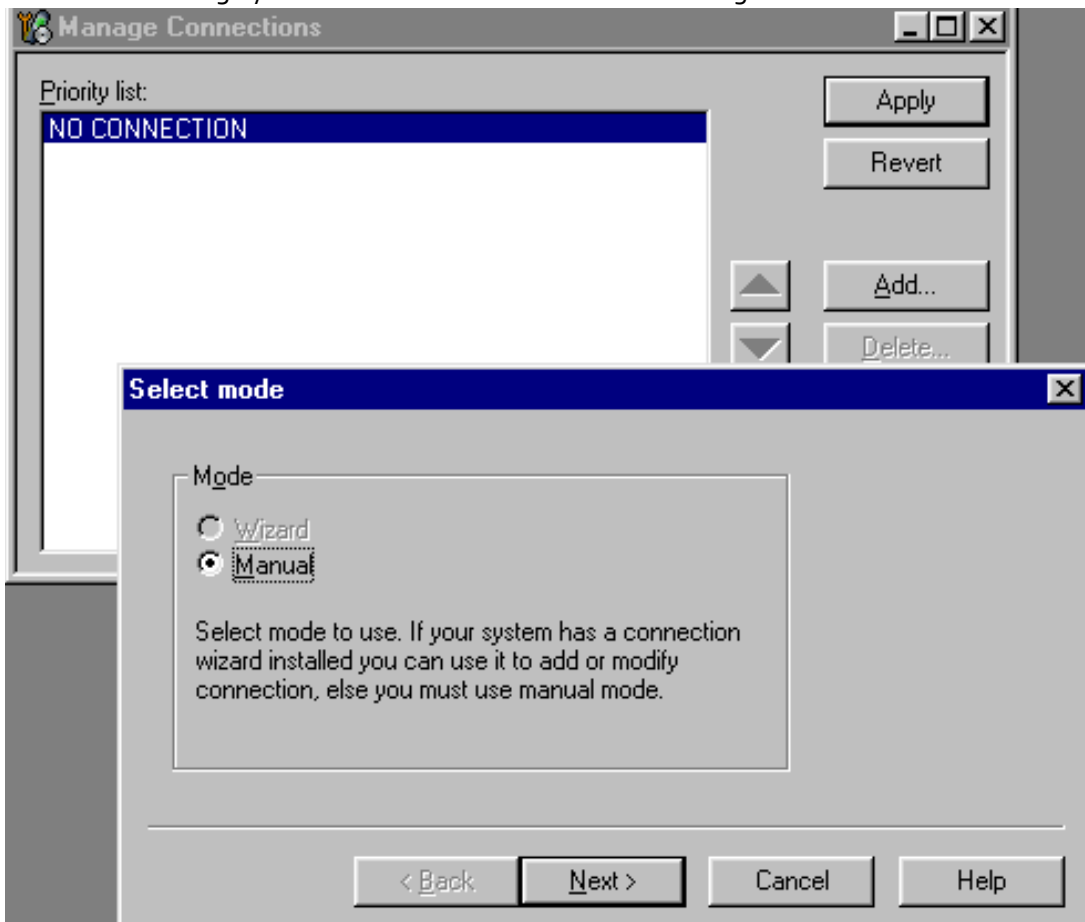 Manage Connections
Priority list:
NO CONNECTION
Apply
Revert
Add...
Delete...
Select mode
Mode
Wizard
Manual
Select mode to use. If your system has a connection
wizard installed you can use it to add or modify
connection, else you must use manual mode.
< Back
Next >
Cancel
Help